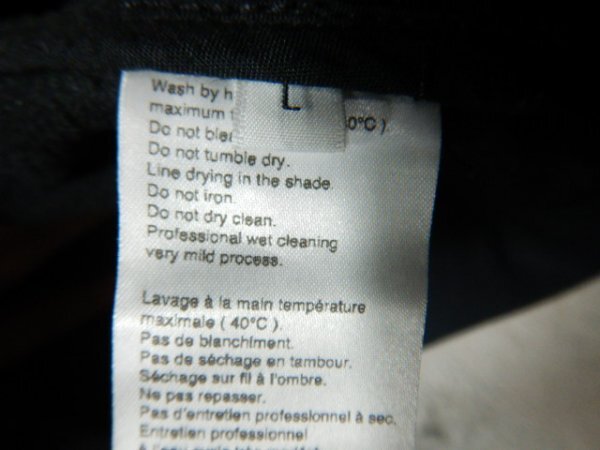 L
Wash by h
maximum 0°C ).
Do not
Do not tumble dry.
Line drying in the shade.
Do not iron.
Do not dry clean.
Professional wet cleaning
very mild process.
Lavage à la main température
maximale ( 40°C ).
Pas de blanchiment.
Pas de séchage en tambour.
Séchage sur fil à l'ombre.
Ne pas repasser.
Pas d'entretien professionnel à sec.
Entretien professionnel